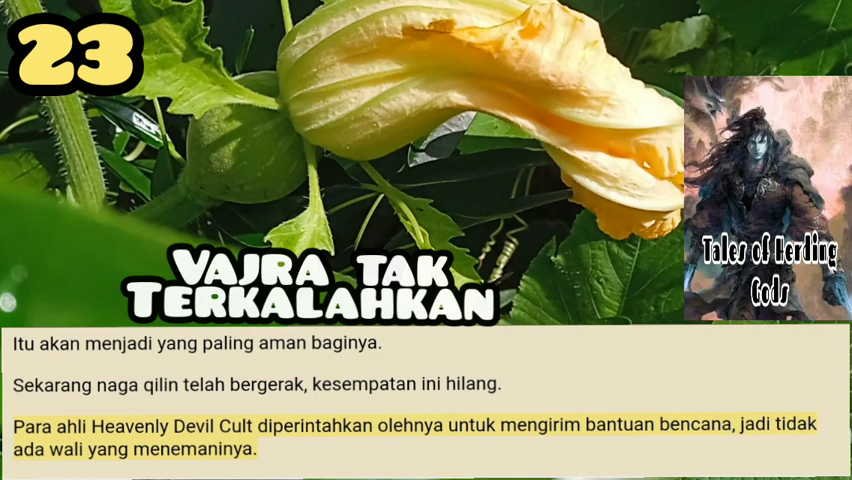 23
Tales of Herding
Gods
VAJRA TAK
TERKALAHKAN
Itu akan menjadi yang paling aman baginya.
Sekarang naga qilin telah bergerak, kesempatan ini hilang.
Para ahli Heavenly Devil Cult diperintahkan olehnya untuk mengirim bantuan bencana, jadi tidak
ada wali yang menemaninya.